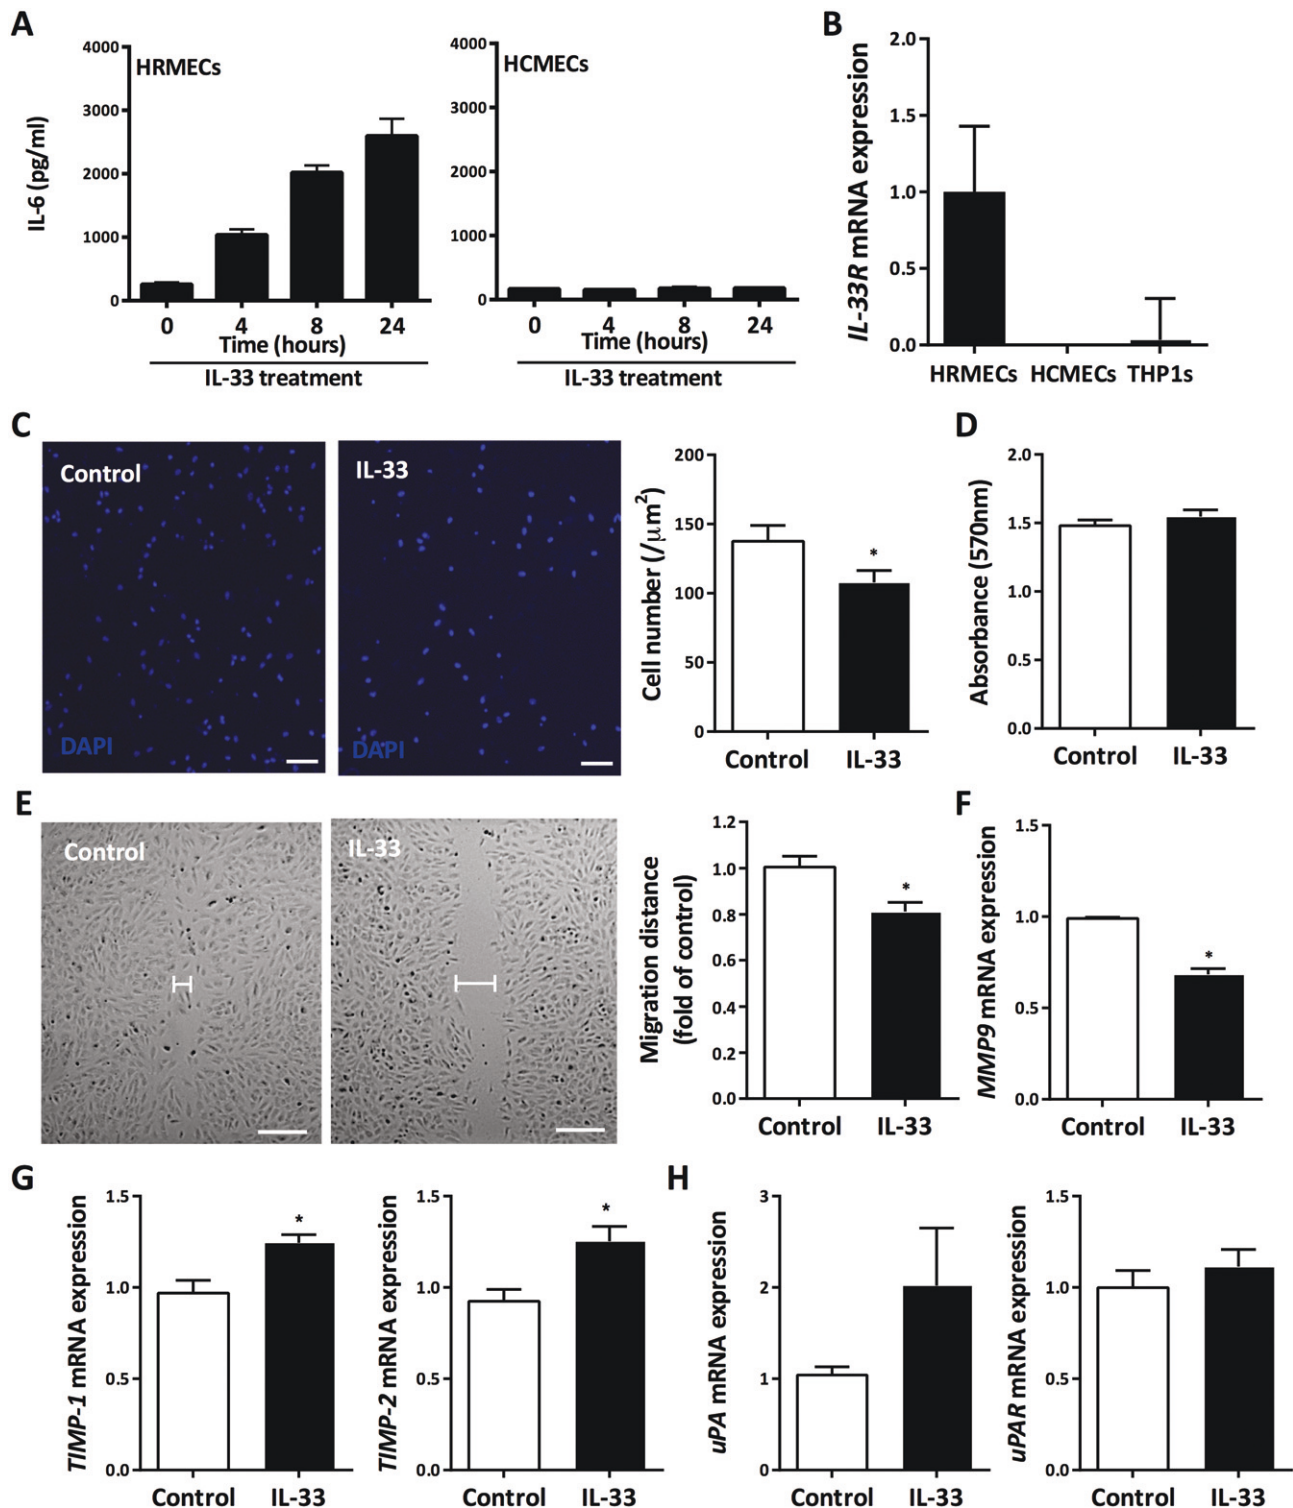 A
HRMECs
4000
3000
2000
1000
0
IL-6 (pg/ml)
0 4 8 24
Time (hours)
IL-33 treatment
HCMECs
4000
3000
2000
1000
0
0 4 8 24
Time (hours)
IL-33 treatment
B
2.0
1.5
1.0
0.5
0.0
IL-33R mRNA expression
HRMECs HCMECs THP1s
C
Control
DAPI
IL-33
DAPI
200
150
100
50
0
Cell number (/μm²)
*
Control IL-33
D
2.0
1.5
1.0
0.5
0.0
Absorbance (570nm)
Control IL-33
E
Control
IL-33
1.2
1.0
0.8
0.6
0.4
0.2
0.0
Migration distance
(fold of control)
*
Control IL-33
F
1.5
1.0
0.5
0.0
MMP9 mRNA expression
*
Control IL-33
G
1.5
1.0
0.5
0.0
TIMP-1 mRNA expression
*
Control IL-33
1.5
1.0
0.5
0.0
TIMP-2 mRNA expression
*
Control IL-33
H
3
2
1
0
uPA mRNA expression
Control IL-33
1.5
1.0
0.5
0.0
uPAR mRNA expression
Control IL-33